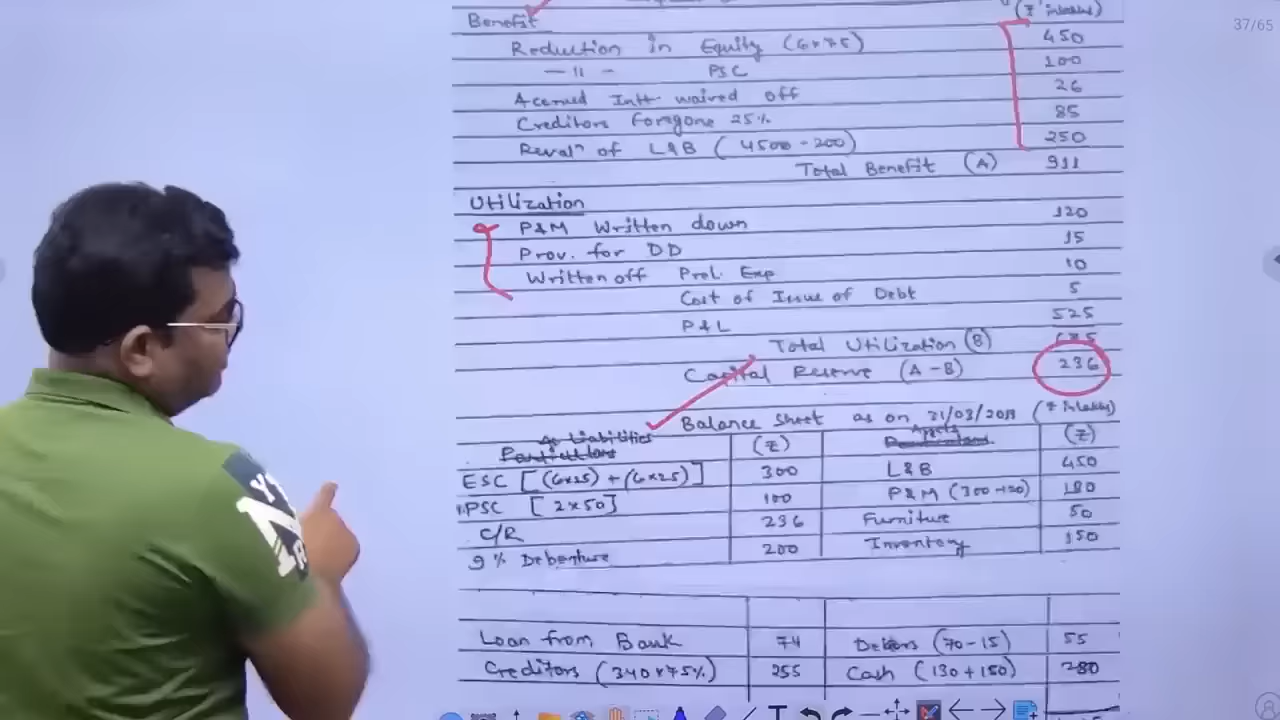 (₹ in lakhs)
37/65
Benefit
Reduction in Equity (6×75) 450
— 11 — PSC 100
Accrued Intt waived off 26
Creditors foregone 25% 85
Reval^n of L&B (4500-200) 250
Total Benefit (A) 911
Utilization
P&M Written down 120
Prov. for DD 15
Written off Prel. Exp 10
Cost of Issue of Debt 5
P&L 525
Total Utilization (B)
Capital Reserve (A-B) 236
Balance Sheet as on 31/03/2019 (₹ in lakhs)
Liabilities (₹) Assets (₹)
ESC [(6×25) + (6×25)] 300 L&B 450
PSC [2×50] 100 P&M (300-120) 180
C/R 236 Furniture 50
9% Debenture 200 Inventory 150
Loan from Bank 74 Debtors (70-15) 55
Creditors (340×75%) 255 Cash (130+150) 280